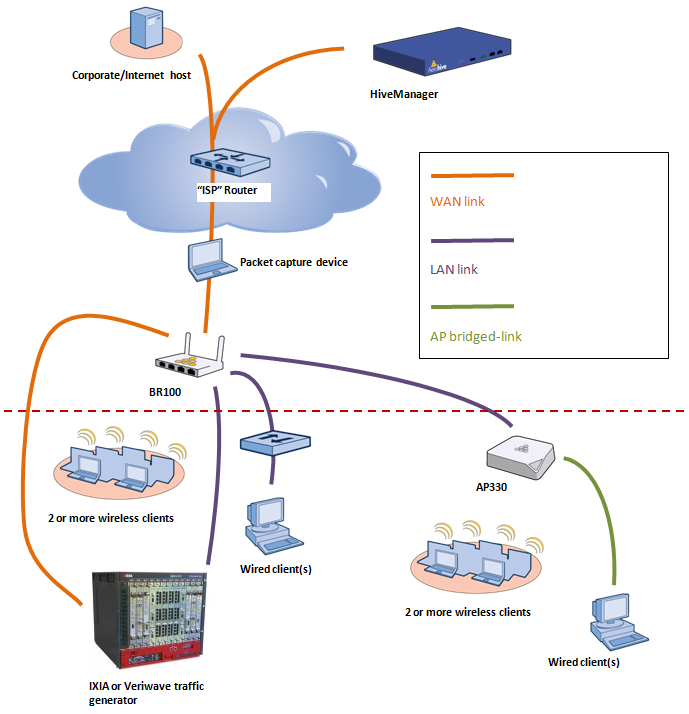 Corporate/Internet host
HiveManager
"ISP" Router
WAN link
LAN link
AP bridged-link
Packet capture device
BR100
AP330
2 or more wireless clients
Wired client(s)
2 or more wireless clients
Wired client(s)
IXIA or Veriwave traffic
generator